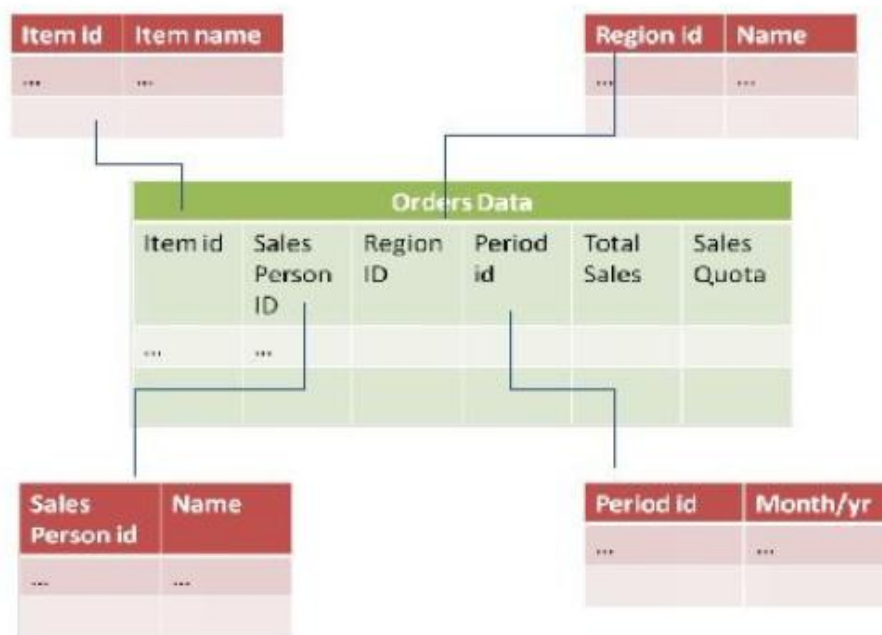 Item id Item name
... ...
Region id Name
... ...
Orders Data
Item id Sales Person ID Region ID Period id Total Sales Sales Quota
... ...
Sales Person id Name
... ...
Period id Month/yr
... ...